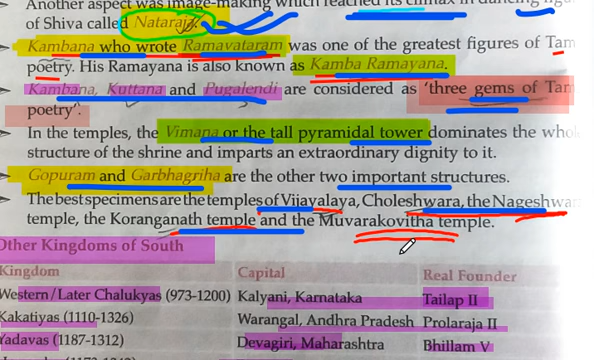 Another aspect was image-making which reached its climax in dancing fig
of Shiva called Nataraja.
Kambana who wrote Ramavataram was one of the greatest figures of Tam
poetry. His Ramayana is also known as Kamba Ramayana.
Kambana, Kuttana and Pugalendi are considered as 'three gems of Tam
poetry'.
In the temples, the Vimana or the tall pyramidal tower dominates the who
structure of the shrine and imparts an extraordinary dignity to it.
Gopuram and Garbhagriha are the other two important structures.
The best specimens are the temples of Vijayalaya, Choleshwara, the Nageshwar
temple, the Koranganath temple and the Muvarakovitha temple.
Other Kingdoms of South
Kingdom Capital Real Founder
Western/Later Chalukyas (973-1200) Kalyani, Karnataka Tailap II
Kakatiyas (1110-1326) Warangal, Andhra Pradesh Prolaraja II
Yadavas (1187-1312) Devagiri, Maharashtra Bhillam V